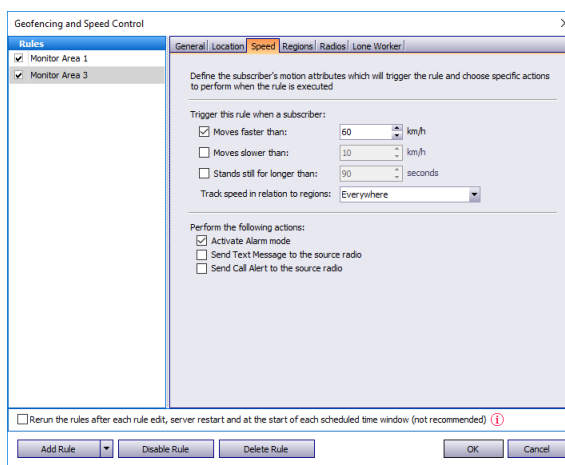 Geofencing and Speed Control
Rules
Monitor Area 1
Monitor Area 3
General Location Speed Regions Radios Lone Worker
Define the subscriber's motion attributes which will trigger the rule and choose specific actions
to perform when the rule is executed
Trigger this rule when a subscriber:
Moves faster than: 60 km/h
Moves slower than: 10 km/h
Stands still for longer than: 90 seconds
Track speed in relation to regions: Everywhere
Perform the following actions:
Activate Alarm mode
Send Text Message to the source radio
Send Call Alert to the source radio
Rerun the rules after each rule edit, server restart and at the start of each scheduled time window (not recommended) i
Add Rule Disable Rule Delete Rule OK Cancel